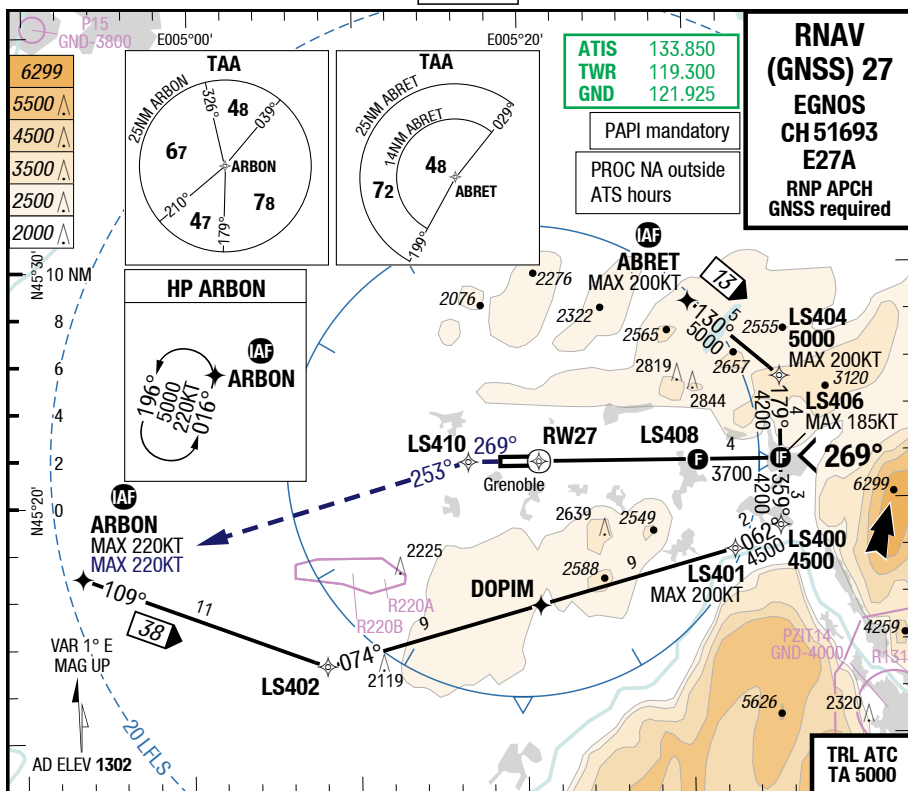 P15
GND-3800
E005°00'
E005°20'
6299
5500
4500
3500
2500
2000
TAA
25NM ARBON
326°
48
039°
67
ARBON
210°
47
179°
78
TAA
25NM ABRET
14NM ABRET
029°
48
72
ABRET
199°
ATIS 133.850
TWR 119.300
GND 121.925
PAPI mandatory
PROC NA outside
ATS hours
RNAV
(GNSS) 27
EGNOS
CH 51693
E27A
RNP APCH
GNSS required
N45°30'
10 NM
8
6
4
2
0
N45°20'
HP ARBON
IAF
ARBON
196°
5000
220KT
016°
IAF
ABRET
MAX 200KT
13
130°
5
5000
2276
2076
2322
2565
2555
2657
2819
2844
LS404
5000
MAX 200KT
3120
179°
4
4200
LS406
MAX 185KT
LS410
269°
RW27
LS408
4
IF
269°
253°
Grenoble
F
3700
359°
3
4200
6299
IAF
ARBON
MAX 220KT
MAX 220KT
2639
2549
2
062°
4500
LS400
4500
2225
2588
9
LS401
MAX 200KT
109°
11
38
R220A
R220B
DOPIM
9
074°
2119
LS402
PZIT14
GND-4000
4259
R131
VAR 1° E
MAG UP
20 LFLS
5626
2320
AD ELEV 1302
TRL ATC
TA 5000